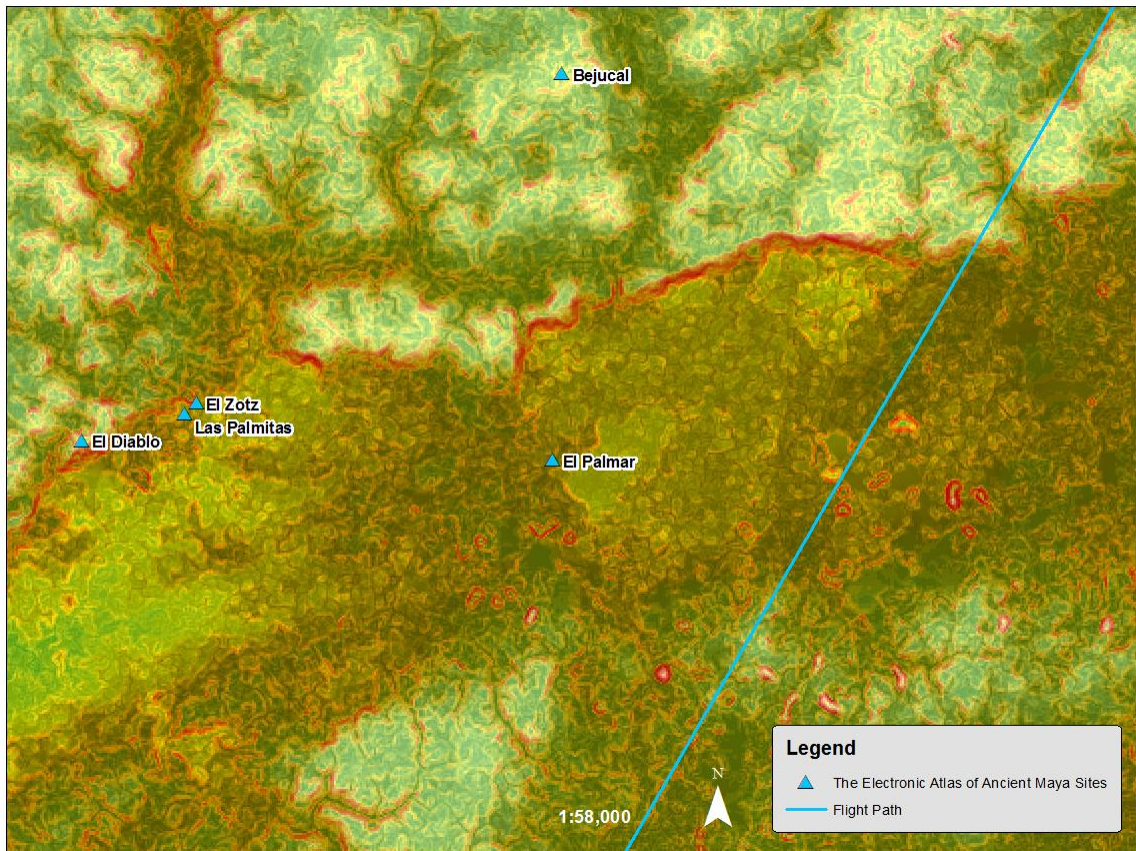 Bejucal
El Zotz
Las Palmitas
El Diablo
El Palmar
Legend
N
The Electronic Atlas of Ancient Maya Sites
Flight Path
1:58,000